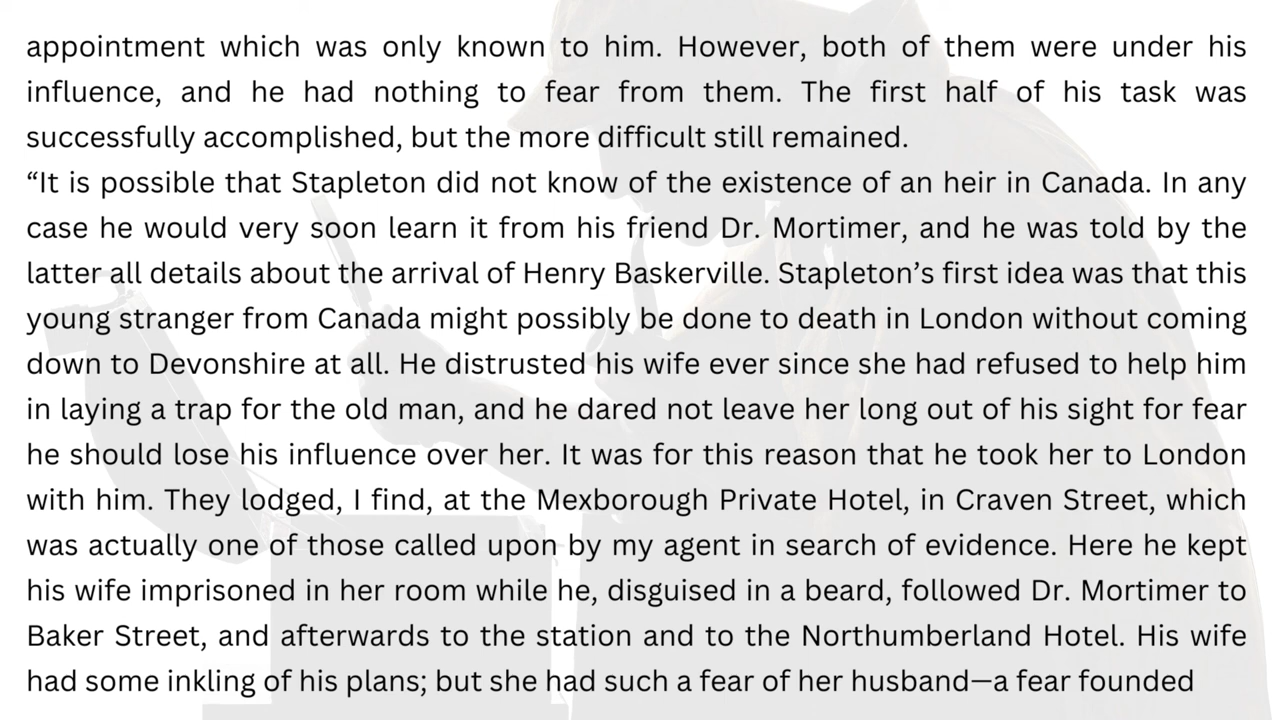 appointment which was only known to him. However, both of them were under his
influence, and he had nothing to fear from them. The first half of his task was
successfully accomplished, but the more difficult still remained.
“It is possible that Stapleton did not know of the existence of an heir in Canada. In any
case he would very soon learn it from his friend Dr. Mortimer, and he was told by the
latter all details about the arrival of Henry Baskerville. Stapleton’s first idea was that this
young stranger from Canada might possibly be done to death in London without coming
down to Devonshire at all. He distrusted his wife ever since she had refused to help him
in laying a trap for the old man, and he dared not leave her long out of his sight for fear
he should lose his influence over her. It was for this reason that he took her to London
with him. They lodged, I find, at the Mexborough Private Hotel, in Craven Street, which
was actually one of those called upon by my agent in search of evidence. Here he kept
his wife imprisoned in her room while he, disguised in a beard, followed Dr. Mortimer to
Baker Street, and afterwards to the station and to the Northumberland Hotel. His wife
had some inkling of his plans; but she had such a fear of her husband—a fear founded